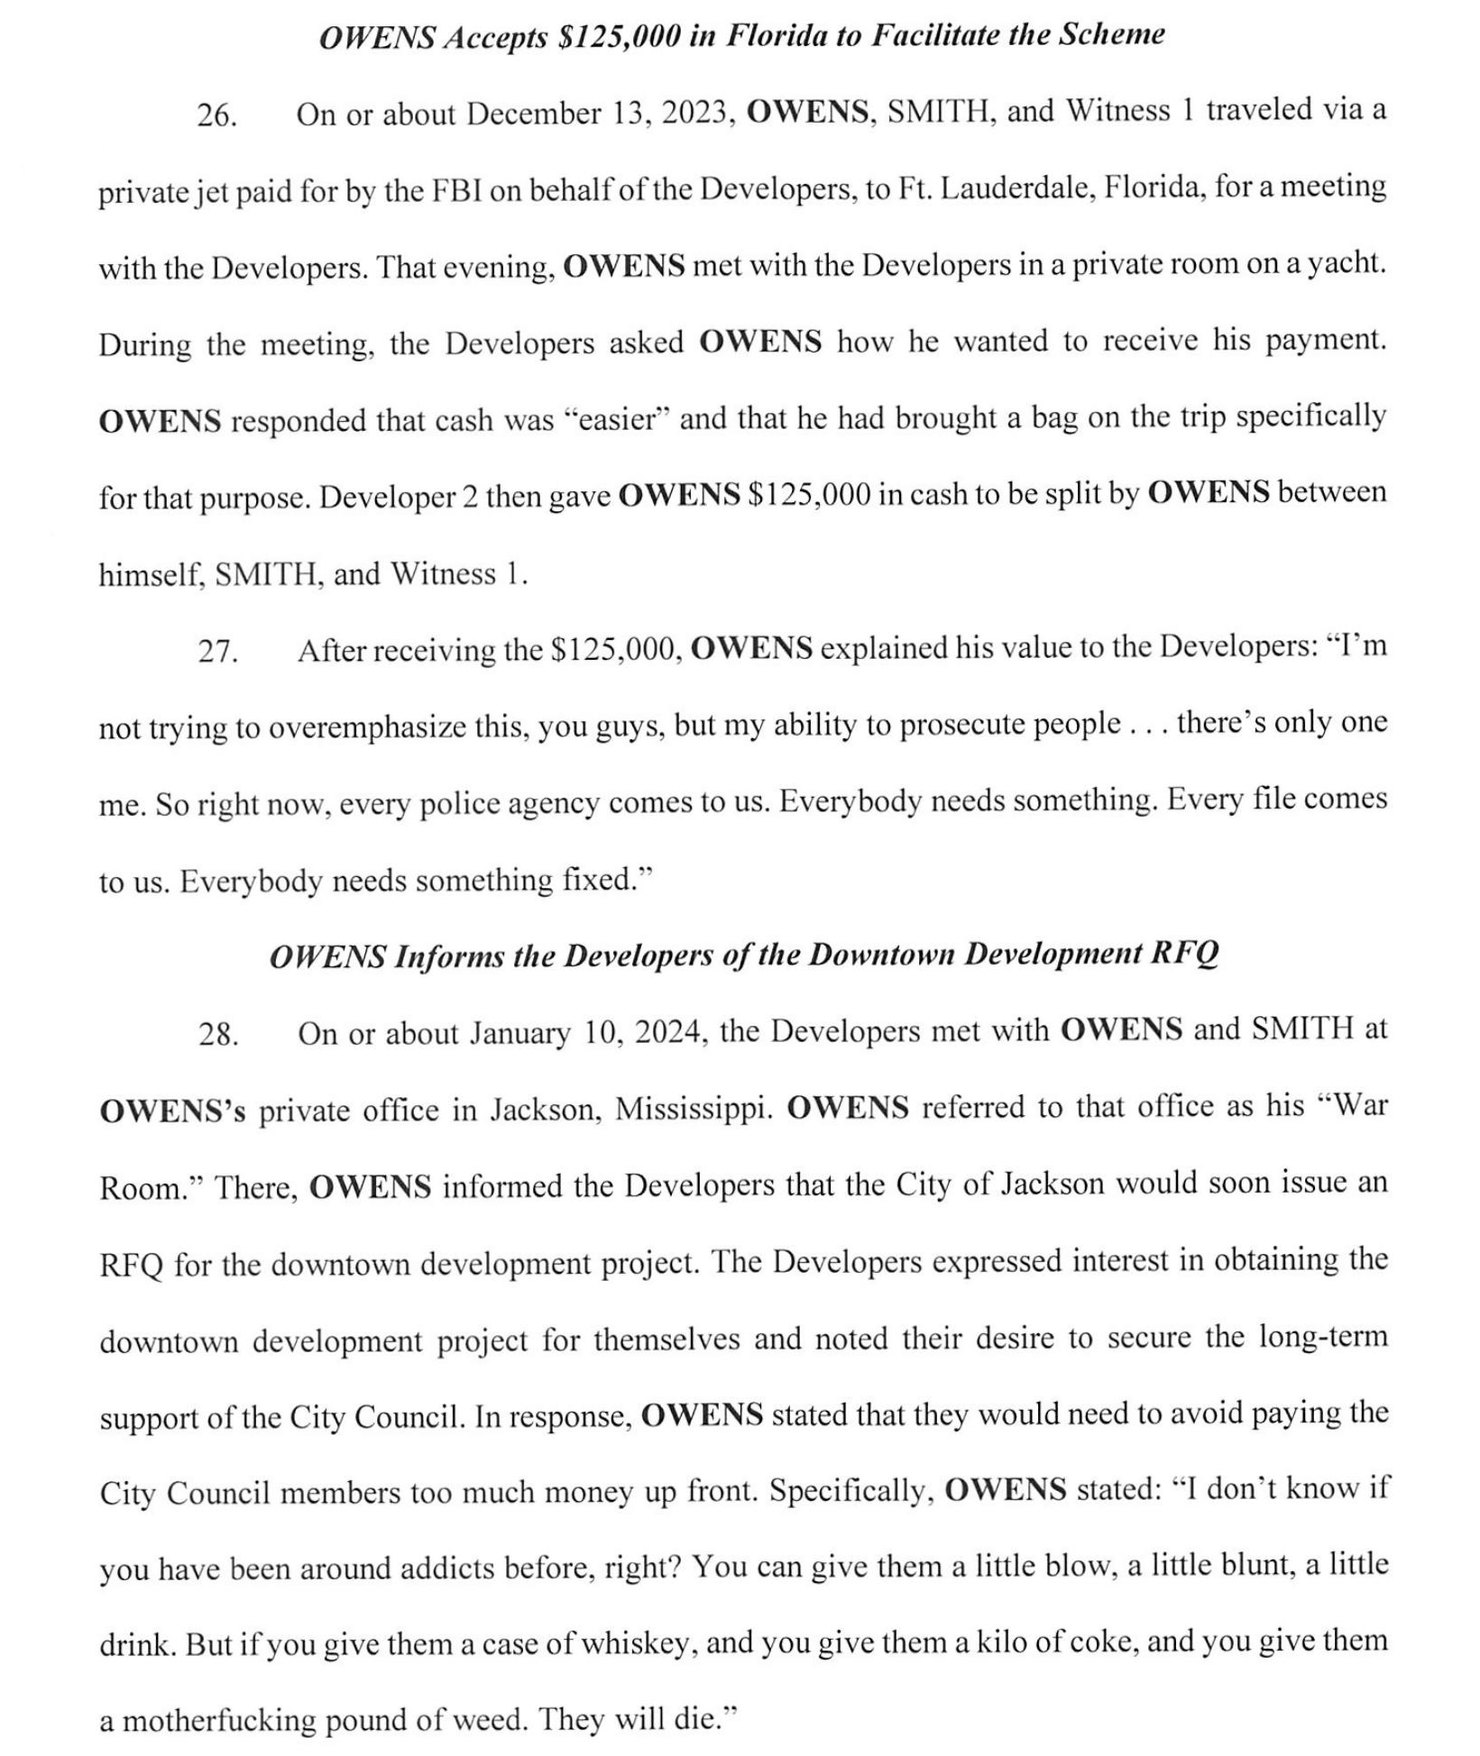 OWENS Accepts $125,000 in Florida to Facilitate the Scheme
26. On or about December 13, 2023, OWENS, SMITH, and Witness 1 traveled via a
private jet paid for by the FBI on behalf of the Developers, to Ft. Lauderdale, Florida, for a meeting
with the Developers. That evening, OWENS met with the Developers in a private room on a yacht.
During the meeting, the Developers asked OWENS how he wanted to receive his payment.
OWENS responded that cash was “easier” and that he had brought a bag on the trip specifically
for that purpose. Developer 2 then gave OWENS $125,000 in cash to be split by OWENS between
himself, SMITH, and Witness 1.
27. After receiving the $125,000, OWENS explained his value to the Developers: “I’m
not trying to overemphasize this, you guys, but my ability to prosecute people . . . there’s only one
me. So right now, every police agency comes to us. Everybody needs something. Every file comes
to us. Everybody needs something fixed.”
OWENS Informs the Developers of the Downtown Development RFQ
28. On or about January 10, 2024, the Developers met with OWENS and SMITH at
OWENS’s private office in Jackson, Mississippi. OWENS referred to that office as his “War
Room.” There, OWENS informed the Developers that the City of Jackson would soon issue an
RFQ for the downtown development project. The Developers expressed interest in obtaining the
downtown development project for themselves and noted their desire to secure the long-term
support of the City Council. In response, OWENS stated that they would need to avoid paying the
City Council members too much money up front. Specifically, OWENS stated: “I don’t know if
you have been around addicts before, right? You can give them a little blow, a little blunt, a little
drink. But if you give them a case of whiskey, and you give them a kilo of coke, and you give them
a motherfucking pound of weed. They will die.”